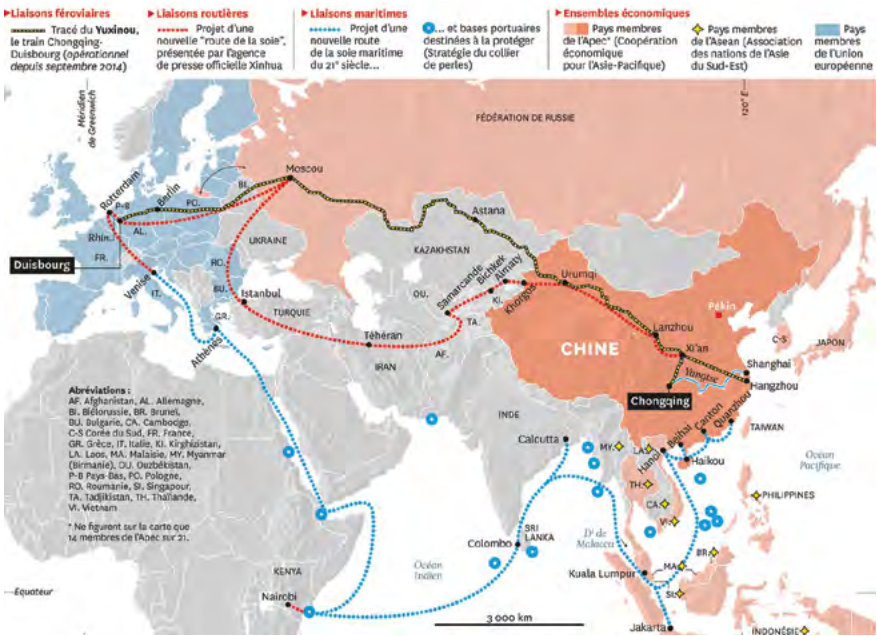 ▶Liaisons féroviaires
Tracé du Yuxinou,
le train Chongqing-
Duisbourg (opérationnel
depuis septembre 2014)
▶Liaisons routières
Projet d'une
nouvelle "route de la soie",
présentée par l'agence
de presse officielle Xinhua
▶Liaisons maritimes
Projet d'une
nouvelle route
de la soie maritime
du 21e siècle...
... et bases portuaires
destinées à la protéger
(Stratégie du collier
de perles)
▶Ensembles économiques
Pays membres
de l'Apec* (Coopération
économique
pour l'Asie-Pacifique)
Pays membres
de l'Asean (Association
des nations de l'Asie
du Sud-Est)
Pays
membres
de l'Union
européenne
Méridien
de Greenwich
120° E
FÉDÉRATION DE RUSSIE
Moscou
Rotterdam
P-B
Berlin
PO.
BI.
AL.
Rhin
Duisbourg
FR.
Venise
IT.
UKRAINE
RO.
BU.
GR.
Athènes
Istanbul
TURQUIE
Téhéran
IRAN
Astana
KAZAKHSTAN
OU.
Samarcande
Bichkek
Almaty
KI.
Khorgos
TA.
AF.
Urumqi
Lanzhou
Xi'an
Pékin
CHINE
Yangtse
Chongqing
C-S
JAPON
Shanghai
Hangzhou
Quanzhou
Canton
Beihai
Hanoi
Haikou
TAIWAN
Océan
Pacifique
INDE
Calcutta
MY.
LA.
TH.
CA.
VI.
PHILIPPINES
Abréviations :
AF. Afghanistan, AL. Allemagne,
BI. Biélorussie, BR. Brunei,
BU. Bulgarie, CA. Cambodge,
C-S Corée du Sud, FR. France,
GR. Grèce, IT. Italie, KI. Kirghizistan,
LA. Laos, MA. Malaisie, MY. Myanmar
(Birmanie), OU. Ouzbékistan,
P-B Pays-Bas, PO. Pologne,
RO. Roumanie, SI. Singapour,
TA. Tadjikistan, TH. Thaïlande,
VI. Vietnam
* Ne figurent sur la carte que
14 membres de l'Apec sur 21.
Colombo
SRI
LANKA
Dt de
Malacca
BR.
MA.
SI.
Kuala Lumpur
Jakarta
INDONÉSIE
Océan
Indien
KENYA
Nairobi
Equateur
3 000 km